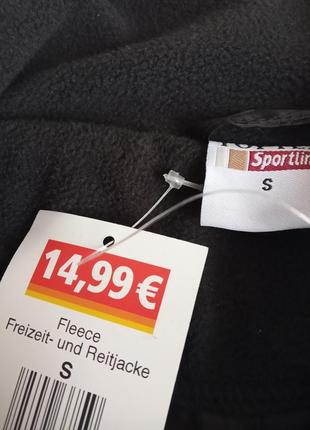 Sportlin
S
14,99€
Fleece
Freizeit- und Reitjacke
S